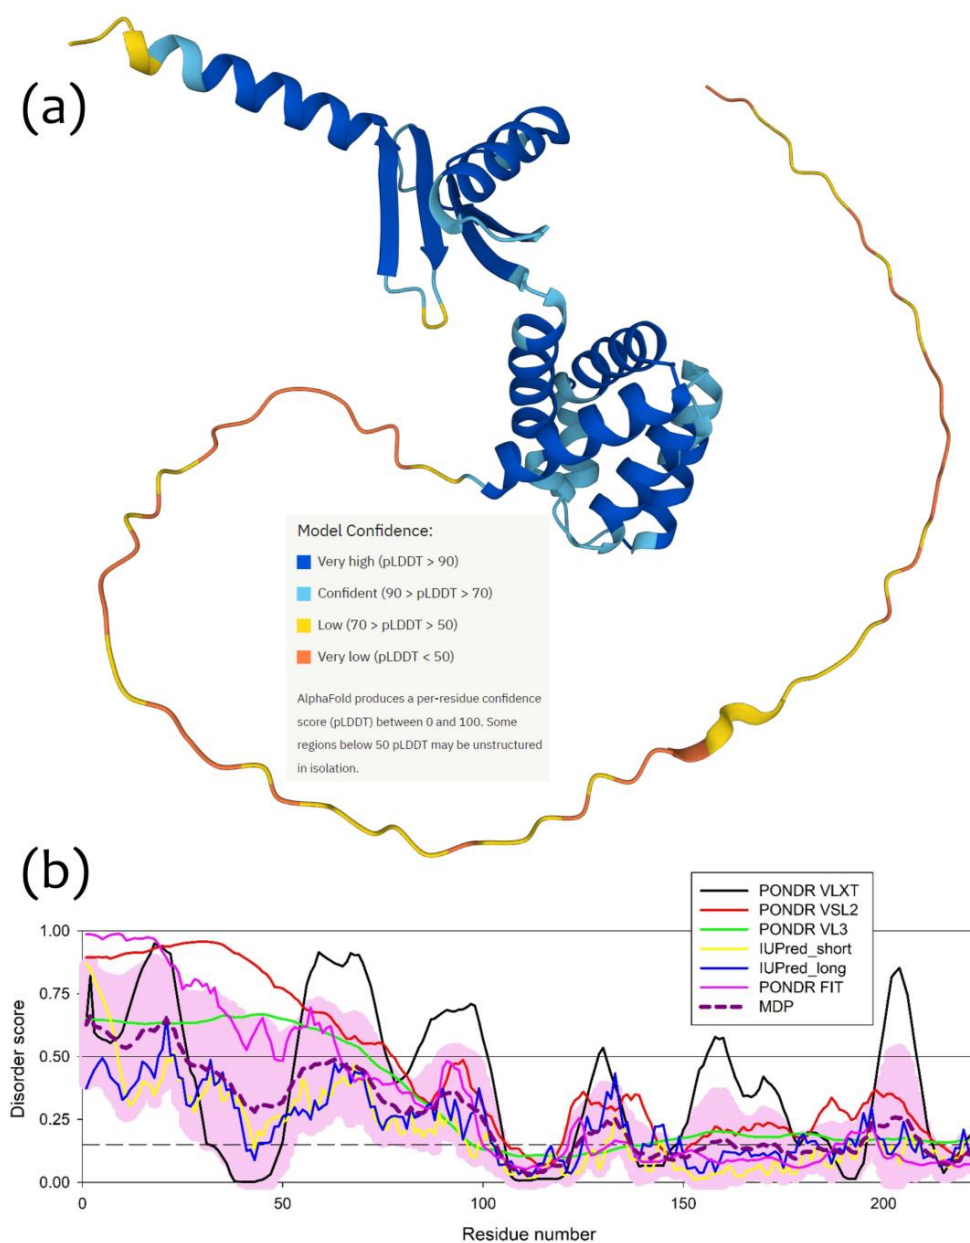 (a)
Model Confidence:
Very high (pLDDT > 90)
Confident (90 > pLDDT > 70)
Low (70 > pLDDT > 50)
Very low (pLDDT < 50)
AlphaFold produces a per-residue confidence
score (pLDDT) between 0 and 100. Some
regions below 50 pLDDT may be unstructured
in isolation.
(b)
PONDR VLXT
PONDR VSL2
PONDR VL3
IUPred_short
IUPred_long
PONDR FIT
MDP
Disorder score
1.00
0.75
0.50
0.25
0.00
0
50
100
150
200
Residue number